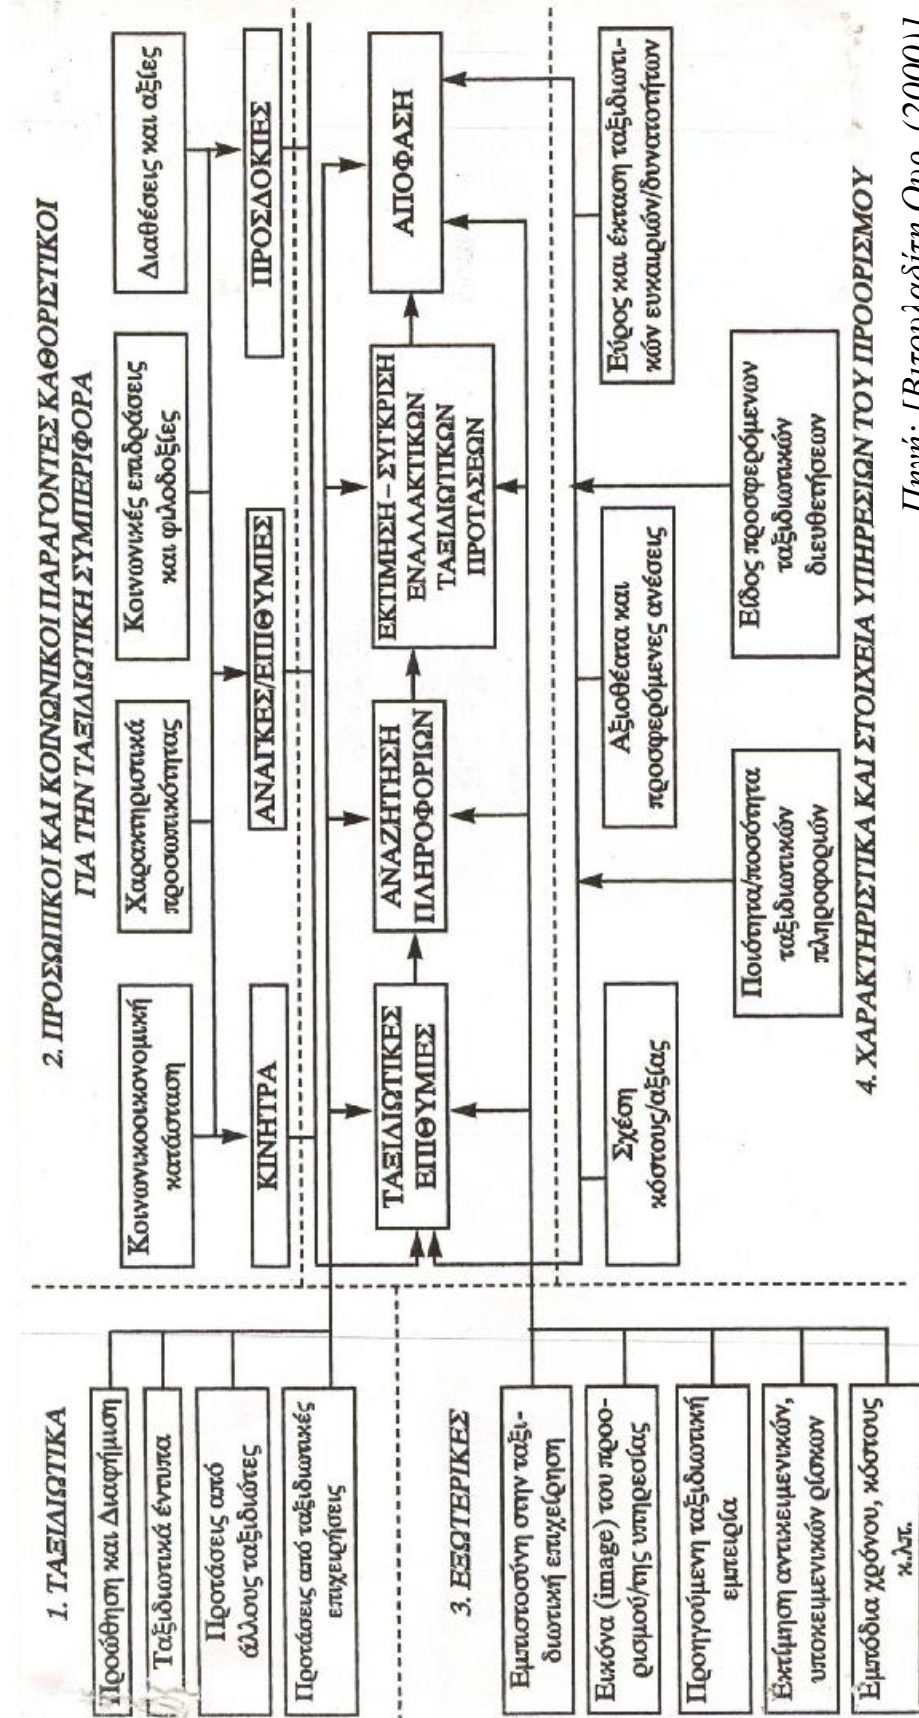 1. ΤΑΞΙΔΙΩΤΙΚΑ
Προώθηση και Διαφήμιση
Ταξιδιωτικά έντυπα
Προτάσεις από
άλλους ταξιδιώτες
Προτάσεις από ταξιδιωτικές
επιχειρήσεις
2. ΠΡΟΣΩΠΙΚΟΙ ΚΑΙ ΚΟΙΝΩΝΙΚΟΙ ΠΑΡΑΓΟΝΤΕΣ ΚΑΘΟΡΙΣΤΙΚΟΙ
ΓΙΑ ΤΗΝ ΤΑΞΙΔΙΩΤΙΚΗ ΣΥΜΠΕΡΙΦΟΡΑ
Κοινωνικοοικονομική
κατάσταση
Χαρακτηριστικά
προσωπικότητας
Κοινωνικές επιδράσεις
και φιλοδοξίες
Διαθέσεις και αξίες
ΚΙΝΗΤΡΑ
ΑΝΑΓΚΕΣ/ΕΠΙΘΥΜΙΕΣ
ΠΡΟΣΔΟΚΙΕΣ
ΤΑΞΙΔΙΩΤΙΚΕΣ
ΕΠΙΘΥΜΙΕΣ
ΑΝΑΖΗΤΗΣΗ
ΠΛΗΡΟΦΟΡΙΩΝ
ΕΚΤΙΜΗΣΗ – ΣΥΓΚΡΙΣΗ
ΕΝΑΛΛΑΚΤΙΚΩΝ
ΤΑΞΙΔΙΩΤΙΚΩΝ
ΠΡΟΤΑΣΕΩΝ
ΑΠΟΦΑΣΗ
3. ΕΞΩΤΕΡΙΚΕΣ
Εμπιστοσύνη στην ταξι-
διωτική επιχείρηση
Εικόνα (image) του προο-
ρισμού/της υπηρεσίας
Προηγούμενη ταξιδιωτική
εμπειρία
Εκτίμηση αντικειμενικών,
υποκειμενικών ρίσκων
Εμπόδια χρόνου, κόστους
κ.λπ.
Σχέση
κόστους/αξίας
Αξιοθέατα και
προσφερόμενες ανέσεις
Εύρος και έκταση ταξιδιωτι-
κών ευκαιριών/δυνατοτήτων
Ποιότητα/ποσότητα
ταξιδιωτικών
πληροφοριών
Είδος προσφερόμενων
ταξιδιωτικών
διευθετήσεων
4. ΧΑΡΑΚΤΗΡΙΣΤΙΚΑ ΚΑΙ ΣΤΟΙΧΕΙΑ ΥΠΗΡΕΣΙΩΝ ΤΟΥ ΠΡΟΟΡΙΣΜΟΥ
Πηγή: [Βιτουλαδίτη Ουρ. (2000)]